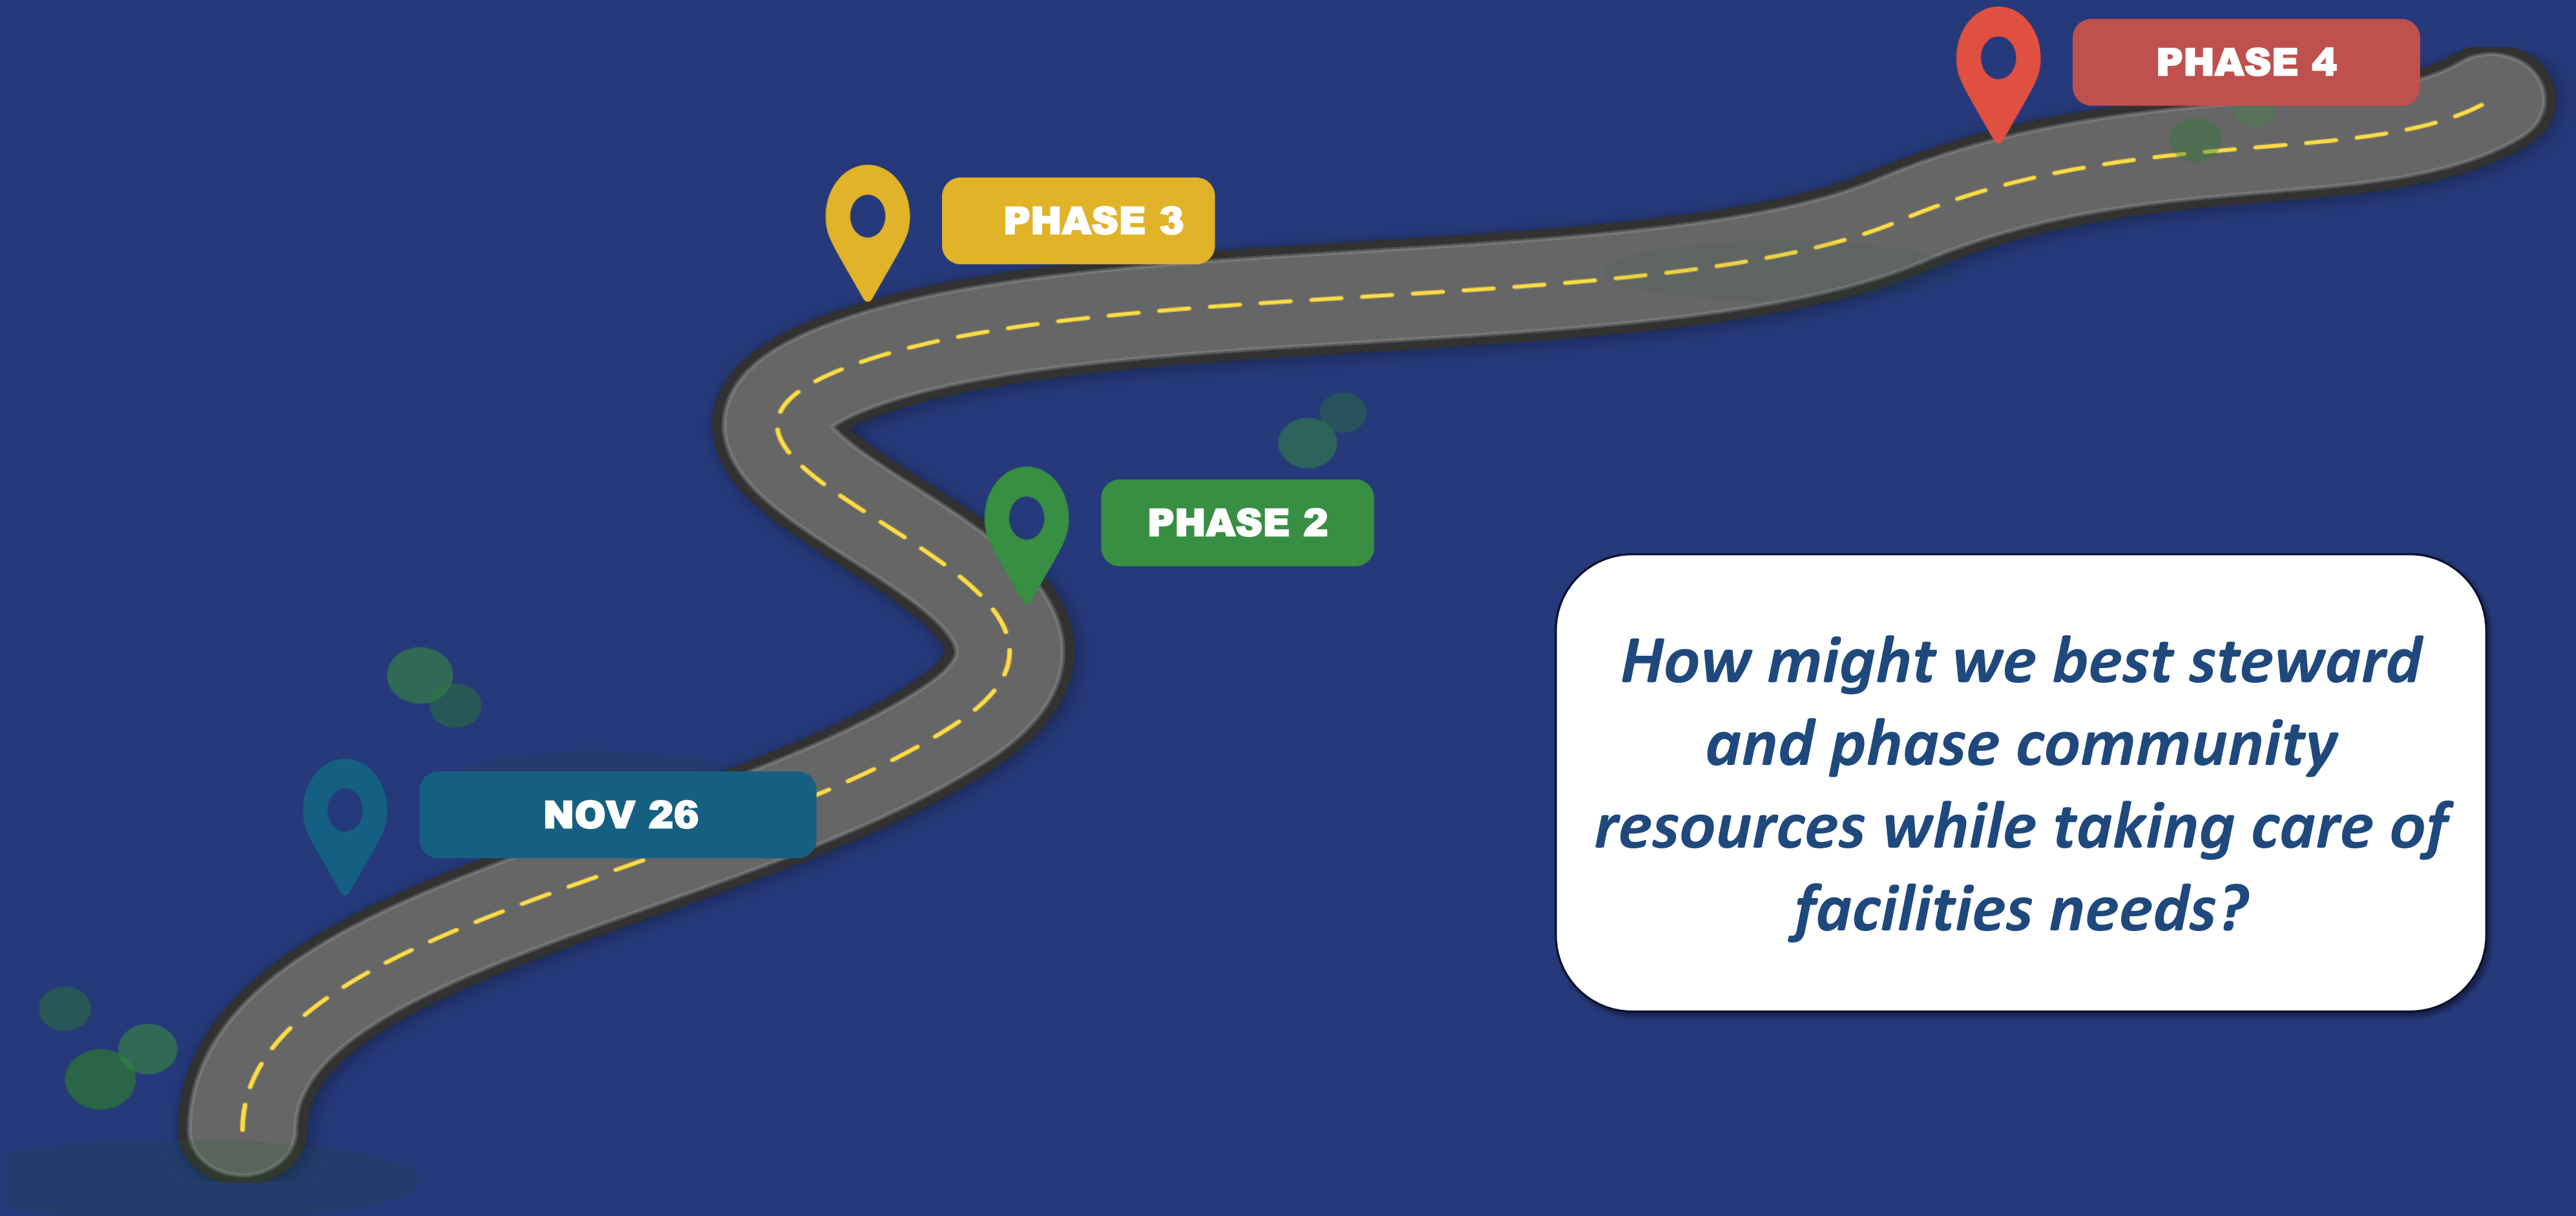 PHASE 4
PHASE 3
PHASE 2
NOV 26
How might we best steward
and phase community
resources while taking care of
facilities needs?